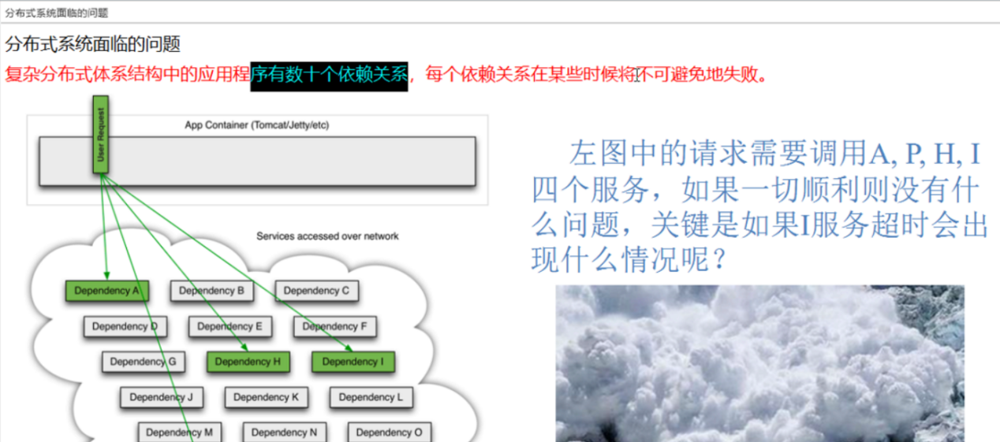 分布式系统面临的问题
分布式系统面临的问题
复杂分布式体系结构中的应用程序有数十个依赖关系，每个依赖关系在某些时候将不可避免地失败。
User Request
App Container (Tomcat/Jetty/etc)
左图中的请求需要调用A, P, H, I
四个服务，如果一切顺利则没有什
么问题，关键是如果I服务超时会出
现什么情况呢？
Services accessed over network
Dependency A
Dependency B
Dependency C
Dependency D
Dependency E
Dependency F
Dependency G
Dependency H
Dependency I
Dependency J
Dependency K
Dependency L
Dependency M
Dependency N
Dependency O